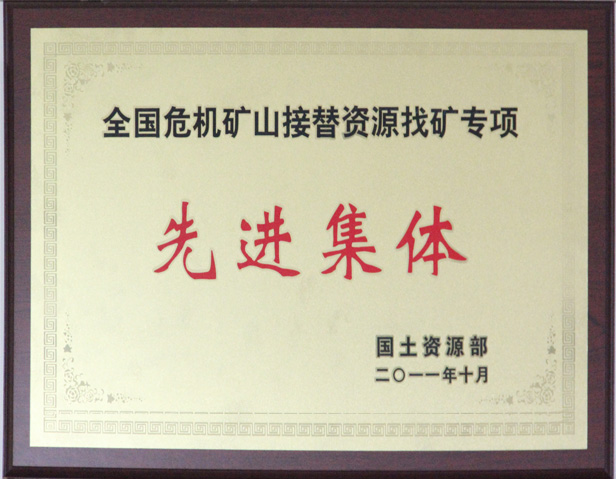 全国危机矿山接替资源找矿专项
先进集体
国土资源部
二〇一一年十月